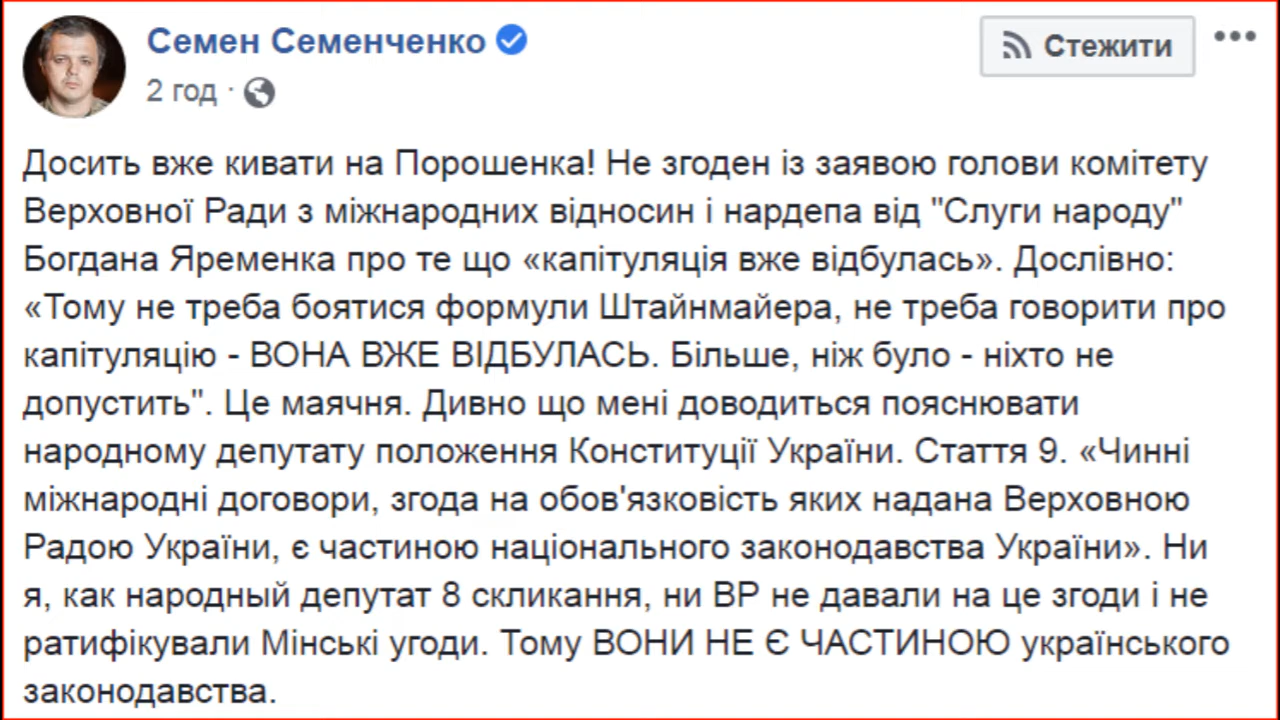 Семен Семенченко
Стежити
2 год ·
Досить вже кивати на Порошенка! Не згоден із заявою голови комітету
Верховної Ради з міжнародних відносин і нардепа від "Слуги народу"
Богдана Яременка про те що «капітуляція вже відбулась». Дослівно:
«Тому не треба боятися формули Штайнмайера, не треба говорити про
капітуляцію - ВОНА ВЖЕ ВІДБУЛАСЬ. Більше, ніж було - ніхто не
допустить". Це маячня. Дивно що мені доводиться пояснювати
народному депутату положення Конституції України. Стаття 9. «Чинні
міжнародні договори, згода на обов'язковість яких надана Верховною
Радою України, є частиною національного законодавства України». Ни
я, как народный депутат 8 скликання, ни ВР не давали на це згоди і не
ратифікували Мінські угоди. Тому ВОНИ НЕ Є ЧАСТИНОЮ українського
законодавства.